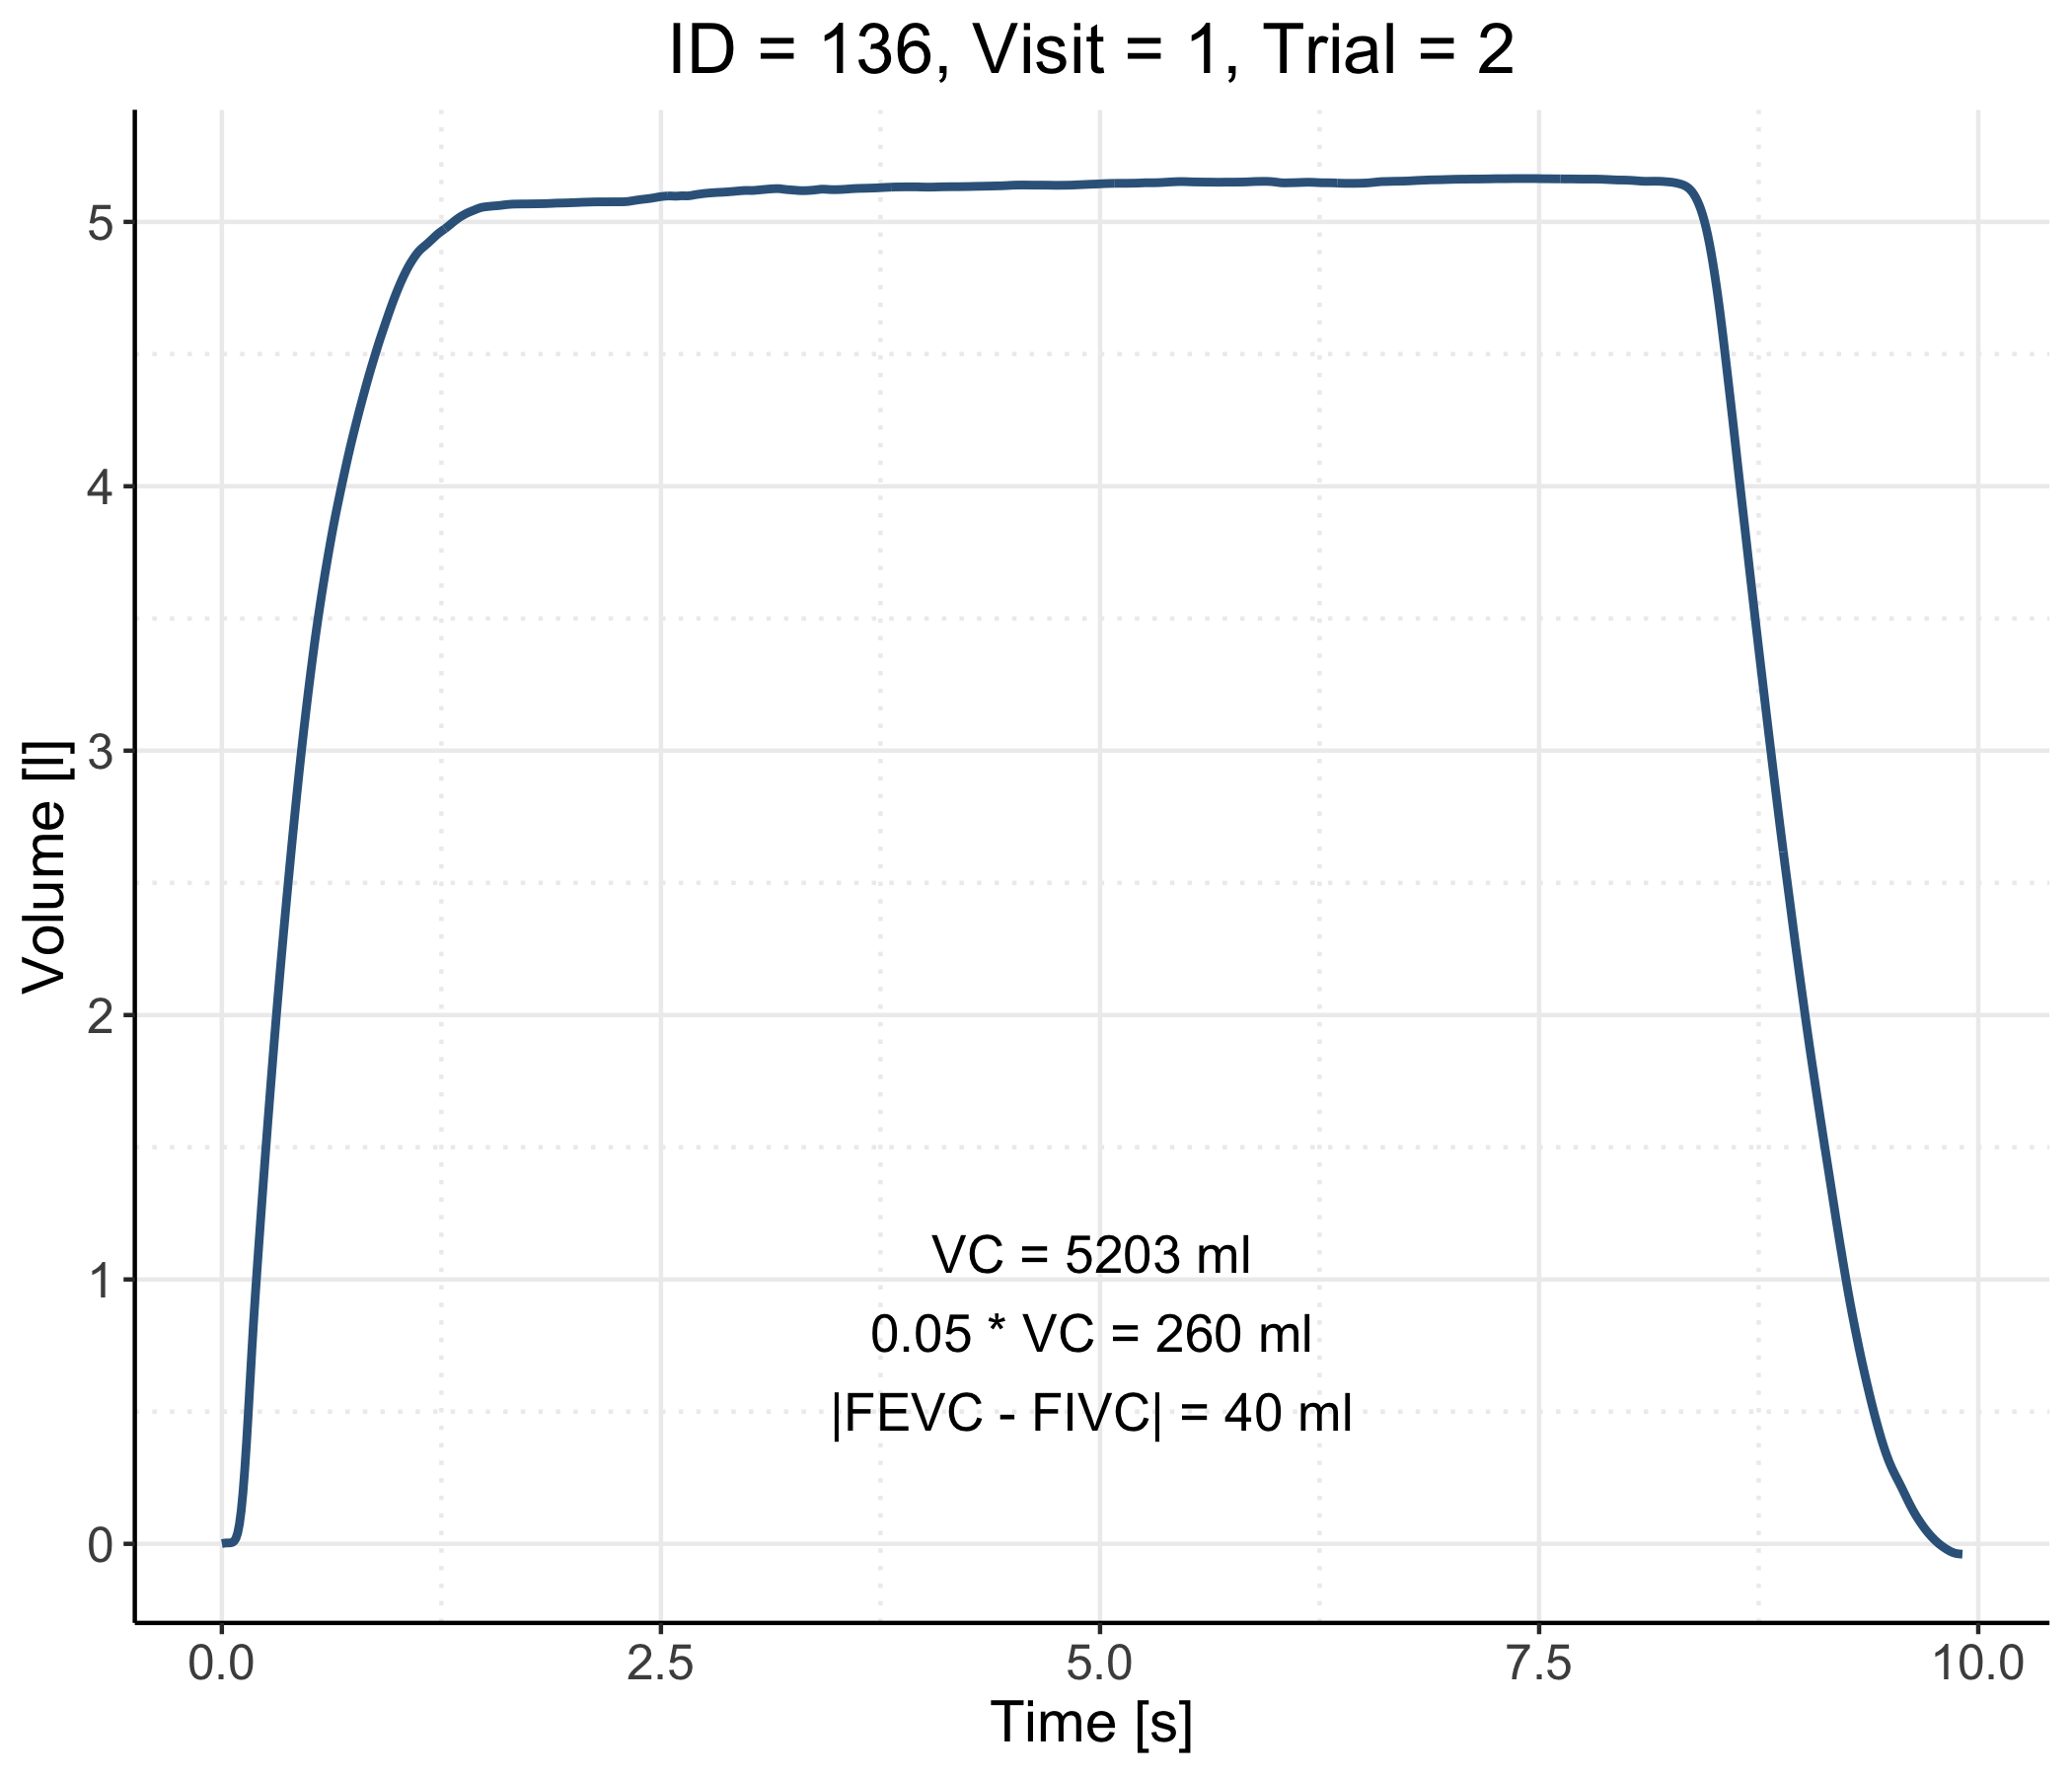 ID = 136, Visit = 1, Trial = 2
Volume [l]
5
4
3
2
1
0
VC = 5203 ml
0.05 * VC = 260 ml
|FEVC - FIVC| = 40 ml
0.0 2.5 5.0 7.5 10.0
Time [s]